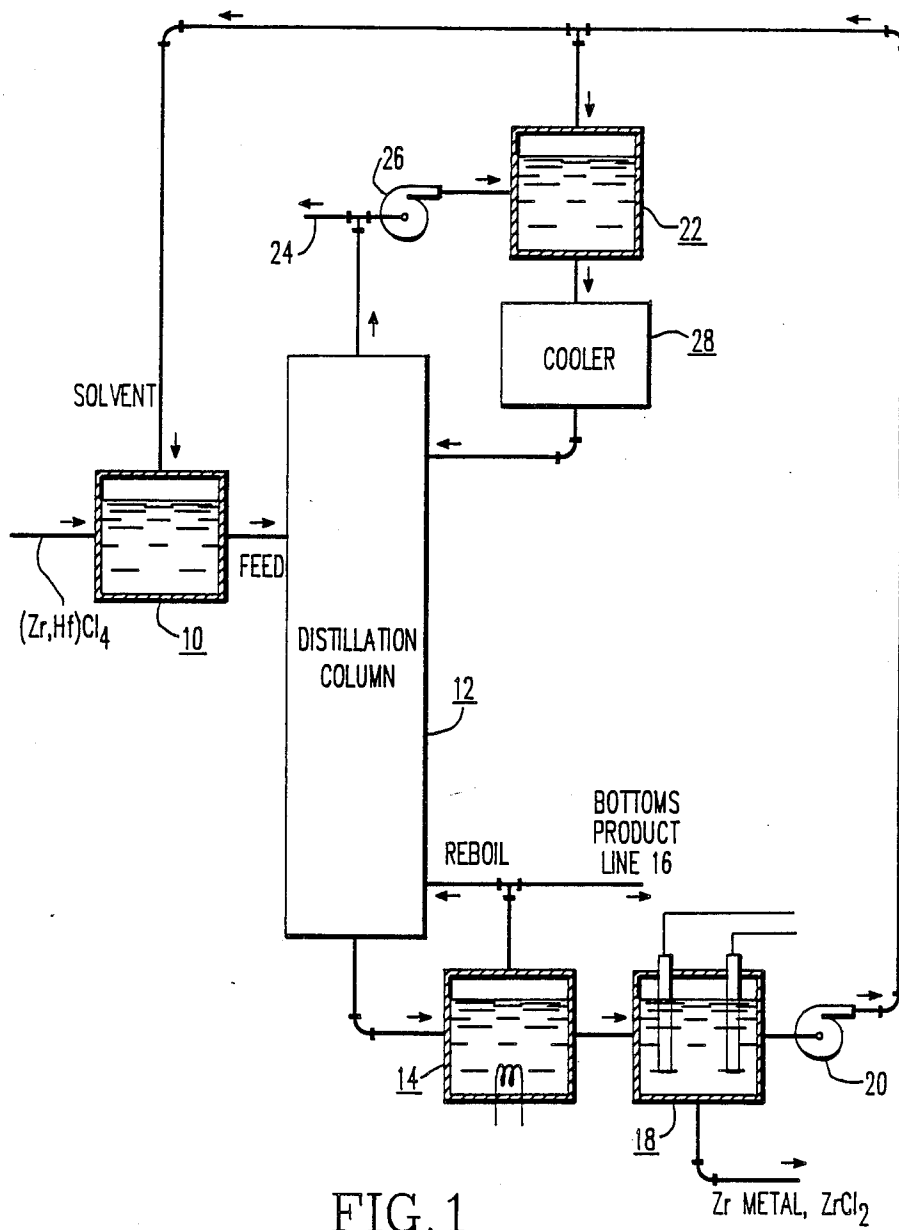 26
24
22
COOLER
28
SOLVENT
FEED
(Zr,Hf)Cl4
10
DISTILLATION
COLUMN
12
BOTTOMS
PRODUCT
LINE 16
REBOIL
14
18
20
Zr METAL, ZrCl2
FIG. 1